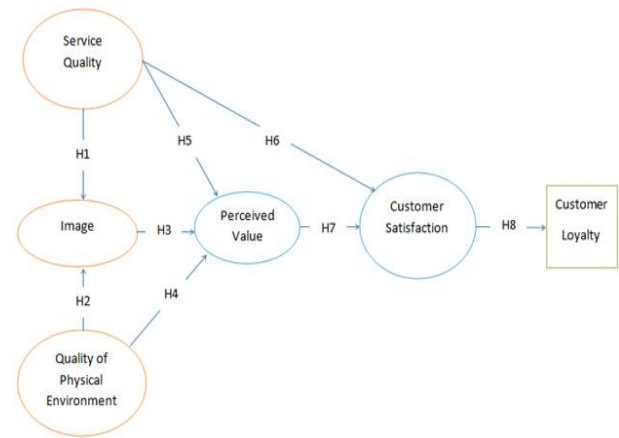 Service
Quality
H1
H5
H6
Image
H3
Perceived
Value
H7
Customer
Satisfaction
H8
Customer
Loyalty
H2
H4
Quality of
Physical
Environment